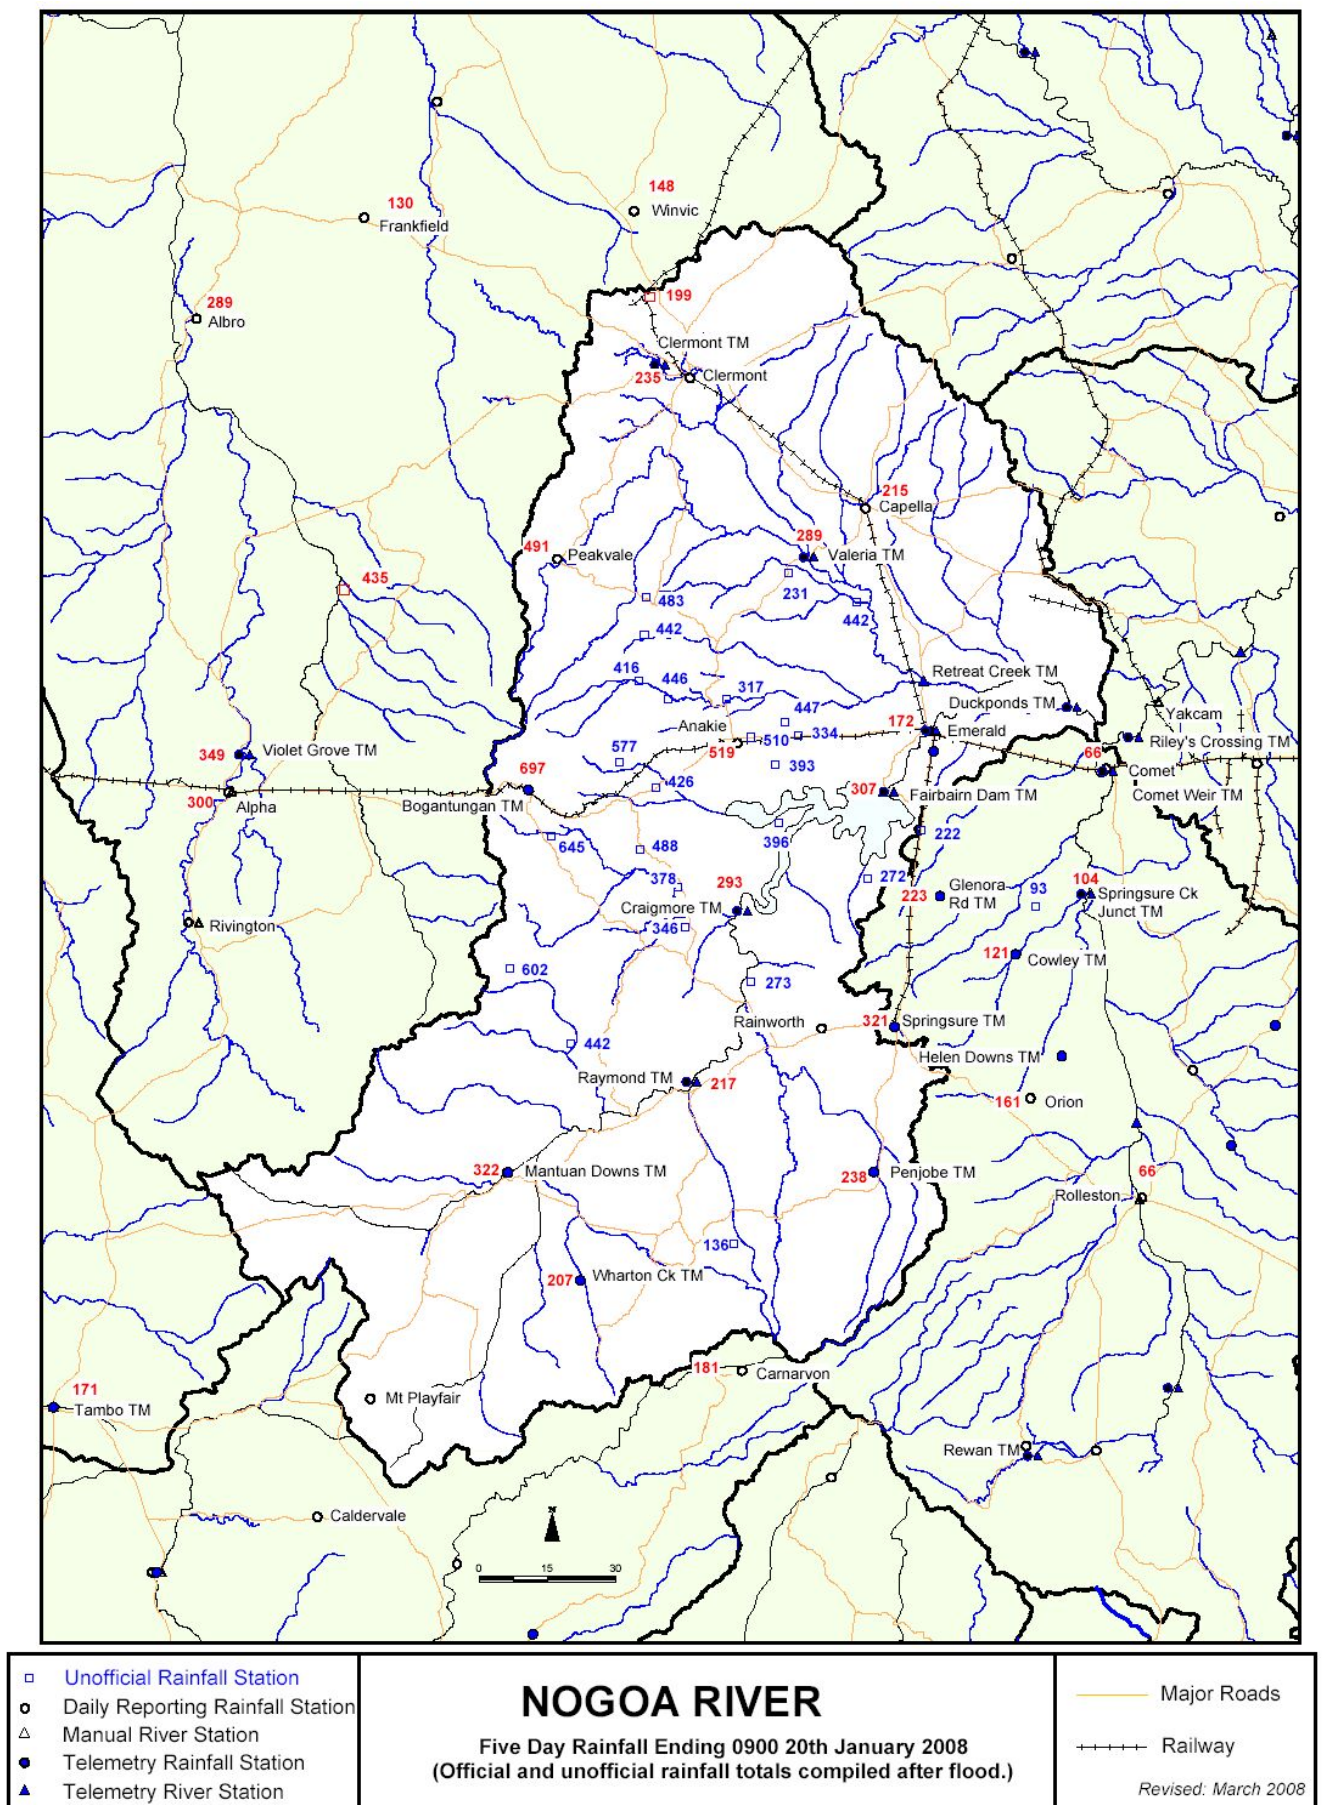 148
Winvic
130
Frankfield
199
289
Albro
Clermont TM
235
Clermont
215
Capella
491
Peakvale
289
Valeria TM
435
231
483
442
442
416
446
317
Retreat Creek TM
Duckponds TM
447
Anakie
172
Emerald
Yakcam
334
510
519
Riley's Crossing TM
349
Violet Grove TM
577
393
66
Comet
697
426
307
Fairbairn Dam TM
Comet Weir TM
300
Alpha
Bogantungan TM
645
488
396
222
378
293
272
223
Glenora
Rd TM
93
104
Springsure Ck
Junct TM
Craigmore TM
346
Rivington
121
Cowley TM
602
273
Rainworth
321
Springsure TM
442
Helen Downs TM
Raymond TM
217
161
Orion
322
Mantuan Downs TM
238
Penjobe TM
66
Rolleston
136
207
Wharton Ck TM
181
Carnarvon
171
Tambo TM
Mt Playfair
Rewan TM
Caldervale
N
0 15 30
Unofficial Rainfall Station
Daily Reporting Rainfall Station
Manual River Station
Telemetry Rainfall Station
Telemetry River Station
NOGOA RIVER
Five Day Rainfall Ending 0900 20th January 2008
(Official and unofficial rainfall totals compiled after flood.)
Major Roads
Railway
Revised: March 2008